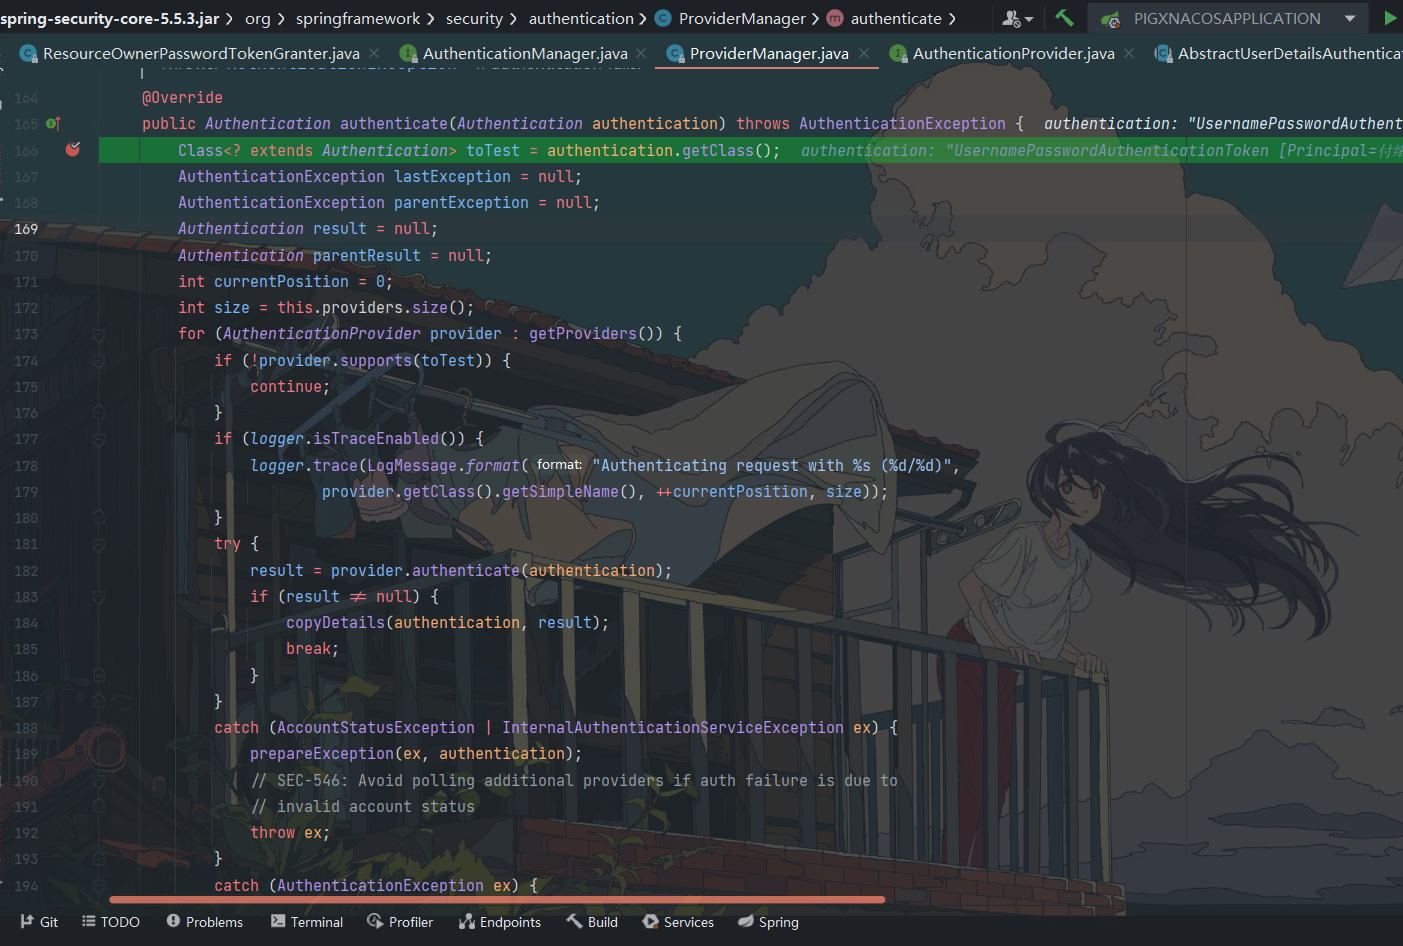 spring-security-core-5.5.3.jar › org › springframework › security › authentication › ProviderManager › authenticate › PIGXNACOSAPPLICATION
ResourceOwnerPasswordTokenGranter.java AuthenticationManager.java ProviderManager.java AuthenticationProvider.java AbstractUserDetailsAuthenticat
164 @Override
165 public Authentication authenticate(Authentication authentication) throws AuthenticationException { authentication: "UsernamePasswordAuthent
166 Class<? extends Authentication> toTest = authentication.getClass(); authentication: "UsernamePasswordAuthenticationToken [Principal=付
167 AuthenticationException lastException = null;
168 AuthenticationException parentException = null;
169 Authentication result = null;
170 Authentication parentResult = null;
171 int currentPosition = 0;
172 int size = this.providers.size();
173 for (AuthenticationProvider provider : getProviders()) {
174 if (!provider.supports(toTest)) {
175 continue;
176 }
177 if (logger.isTraceEnabled()) {
178 logger.trace(LogMessage.format( format: "Authenticating request with %s (%d/%d)",
179 provider.getClass().getSimpleName(), ++currentPosition, size));
180 }
181 try {
182 result = provider.authenticate(authentication);
183 if (result ≠ null) {
184 copyDetails(authentication, result);
185 break;
186 }
187 }
188 catch (AccountStatusException | InternalAuthenticationServiceException ex) {
189 prepareException(ex, authentication);
190 // SEC-546: Avoid polling additional providers if auth failure is due to
191 // invalid account status
192 throw ex;
193 }
194 catch (AuthenticationException ex) {
Git TODO Problems Terminal Profiler Endpoints Build Services Spring